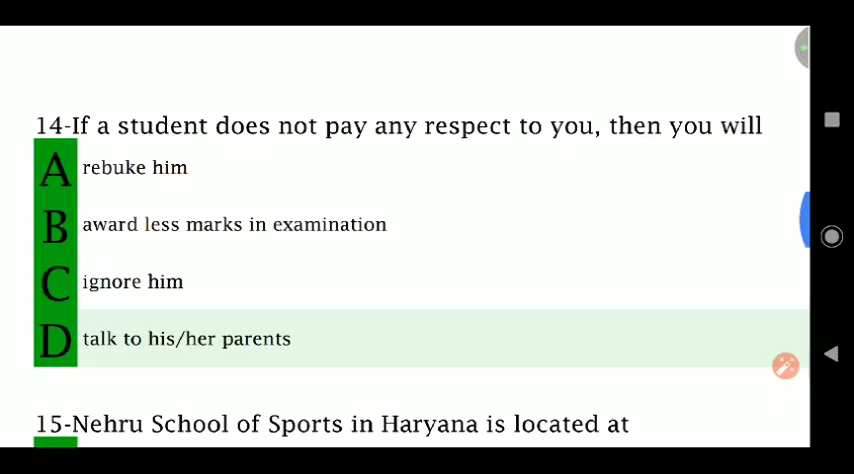 14-If a student does not pay any respect to you, then you will
A rebuke him
B award less marks in examination
C ignore him
D talk to his/her parents
15-Nehru School of Sports in Haryana is located at